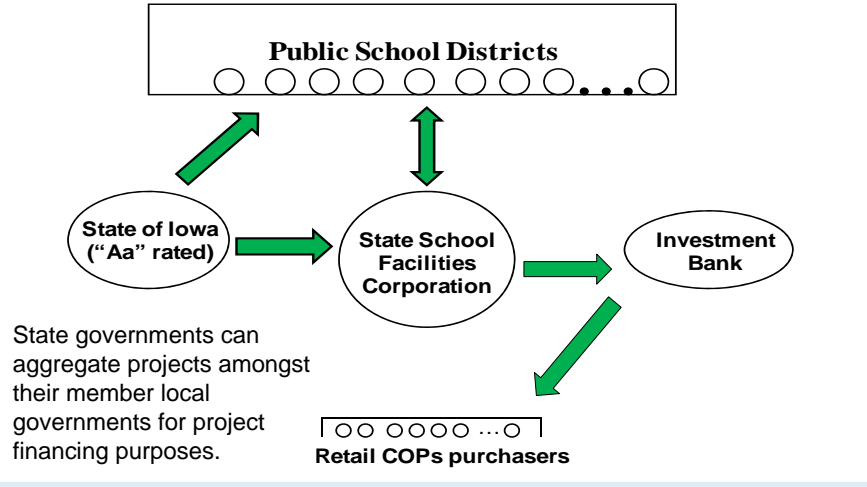 Public School Districts
State of Iowa
(“Aa” rated)
State School
Facilities
Corporation
Investment
Bank
State governments can
aggregate projects amongst
their member local
governments for project
financing purposes.
...
Retail COPs purchasers